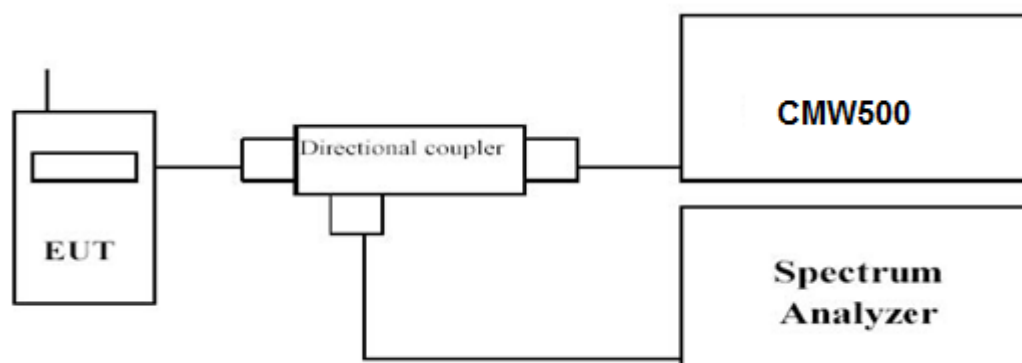 CMW500
Directional coupler
EUT
Spectrum
Analyzer